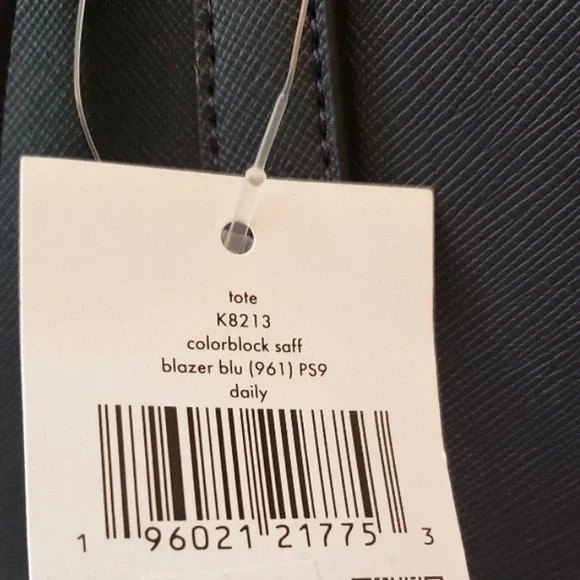 tote
K8213
colorblock saff
blazer blu (961) PS9
daily
1 96021 21775 3